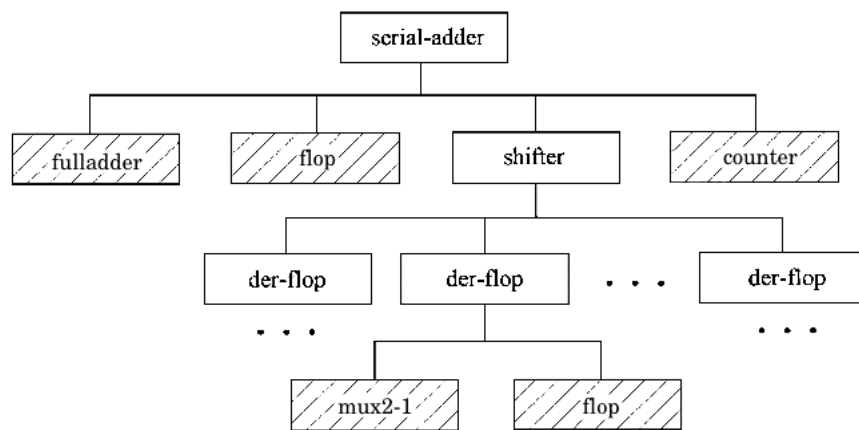 serial-adder
fulladder
flop
shifter
counter
der-flop
der-flop
. . .
der-flop
. . .
. . .
mux2-1
flop